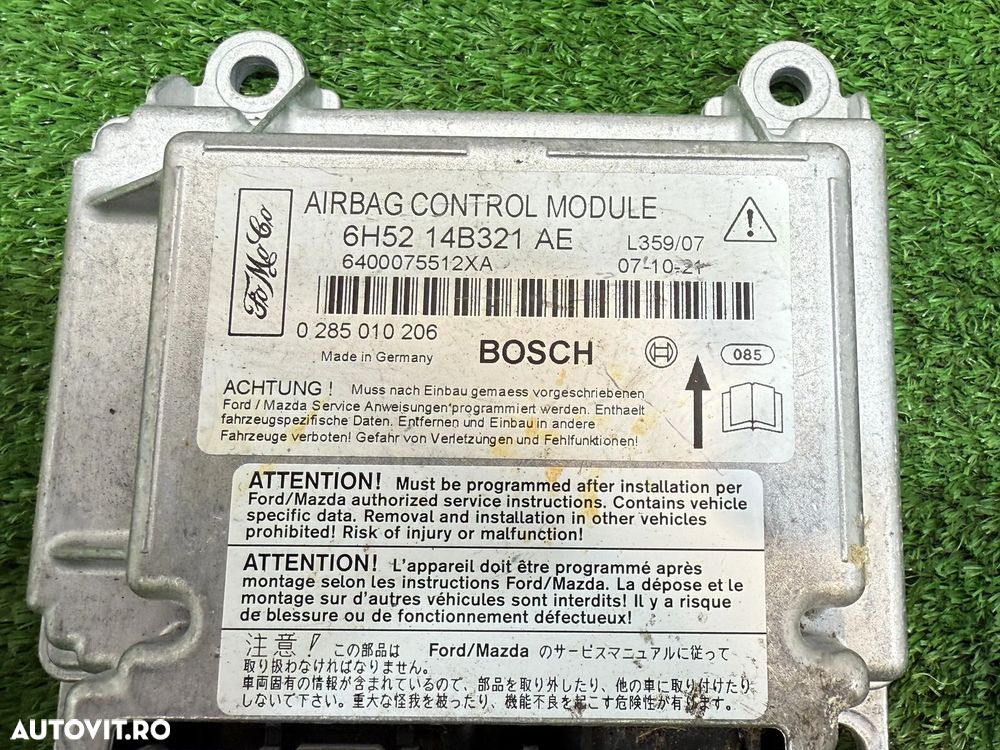 FoMoCo
AIRBAG CONTROL MODULE
6H52 14B321 AE
L359/07
6400075512XA
07-10-21
0 285 010 206
Made in Germany
BOSCH
085
ACHTUNG ! Muss nach Einbau gemaess vorgeschriebenen
Ford / Mazda Service Anweisungen programmiert werden. Enthaelt
fahrzeugspezifische Daten. Entfernen und Einbau in andere
Fahrzeuge verboten! Gefahr von Verletzungen und Fehlfunktionen!
ATTENTION! Must be programmed after installation per
Ford/Mazda authorized service instructions. Contains vehicle
specific data. Removal and installation in other vehicles
prohibited! Risk of injury or malfunction!
ATTENTION! L'appareil doit être programmé après
montage selon les instructions Ford/Mazda. La dépose et le
montage sur d'autres véhicules sont interdits! Il y a risque
de blessure ou de fonctionnement défectueux!
注意! この部品は Ford/Mazda のサービスマニュアルに従って
取り扱わなければなりません。
車両固有の情報が含まれているので、部品を取り外したり、他の車に取り付けたり
しないで下さい。重大な怪我を被ったり、機能不良を起こす危険性が有ります。
AUTOVIT.RO